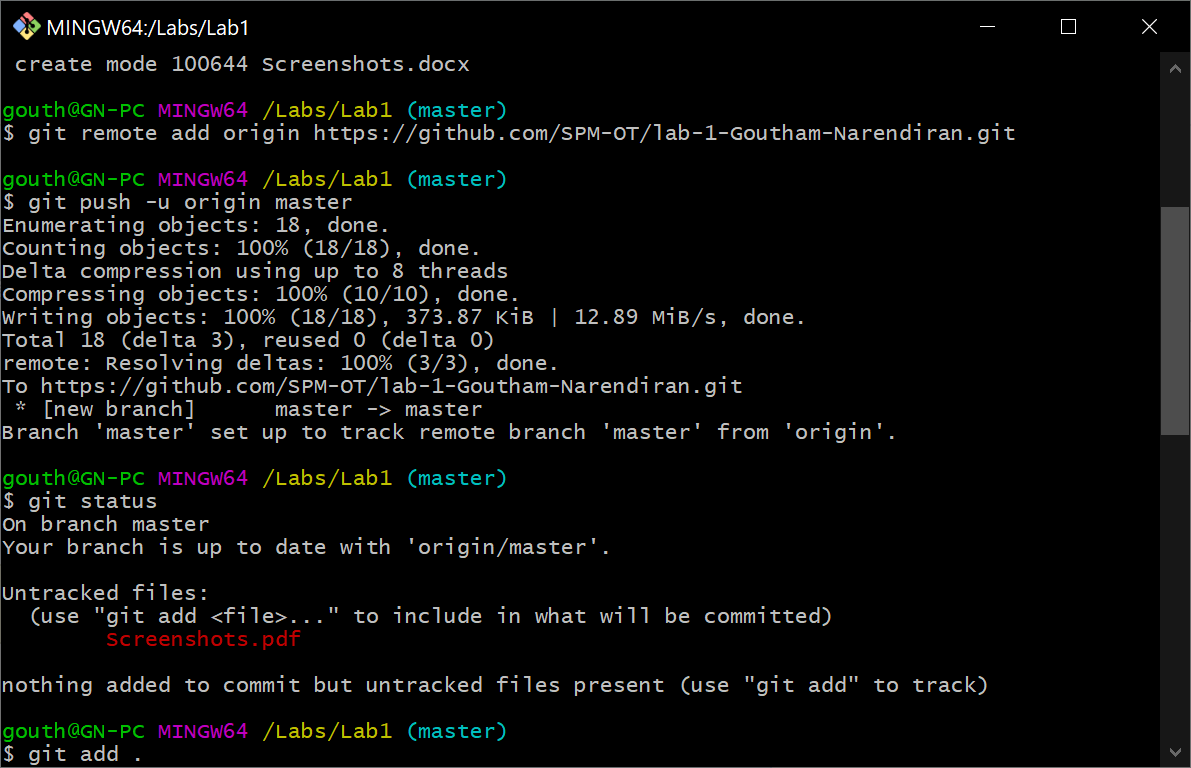 MINGW64:/Labs/Lab1
 create mode 100644 Screenshots.docx
gouth@GN-PC MINGW64 /Labs/Lab1 (master)
$ git remote add origin https://github.com/SPM-OT/lab-1-Goutham-Narendiran.git
gouth@GN-PC MINGW64 /Labs/Lab1 (master)
$ git push -u origin master
Enumerating objects: 18, done.
Counting objects: 100% (18/18), done.
Delta compression using up to 8 threads
Compressing objects: 100% (10/10), done.
Writing objects: 100% (18/18), 373.87 KiB | 12.89 MiB/s, done.
Total 18 (delta 3), reused 0 (delta 0)
remote: Resolving deltas: 100% (3/3), done.
To https://github.com/SPM-OT/lab-1-Goutham-Narendiran.git
 * [new branch]      master -> master
Branch 'master' set up to track remote branch 'master' from 'origin'.
gouth@GN-PC MINGW64 /Labs/Lab1 (master)
$ git status
On branch master
Your branch is up to date with 'origin/master'.
Untracked files:
  (use "git add <file>..." to include in what will be committed)
        Screenshots.pdf
nothing added to commit but untracked files present (use "git add" to track)
gouth@GN-PC MINGW64 /Labs/Lab1 (master)
$ git add .